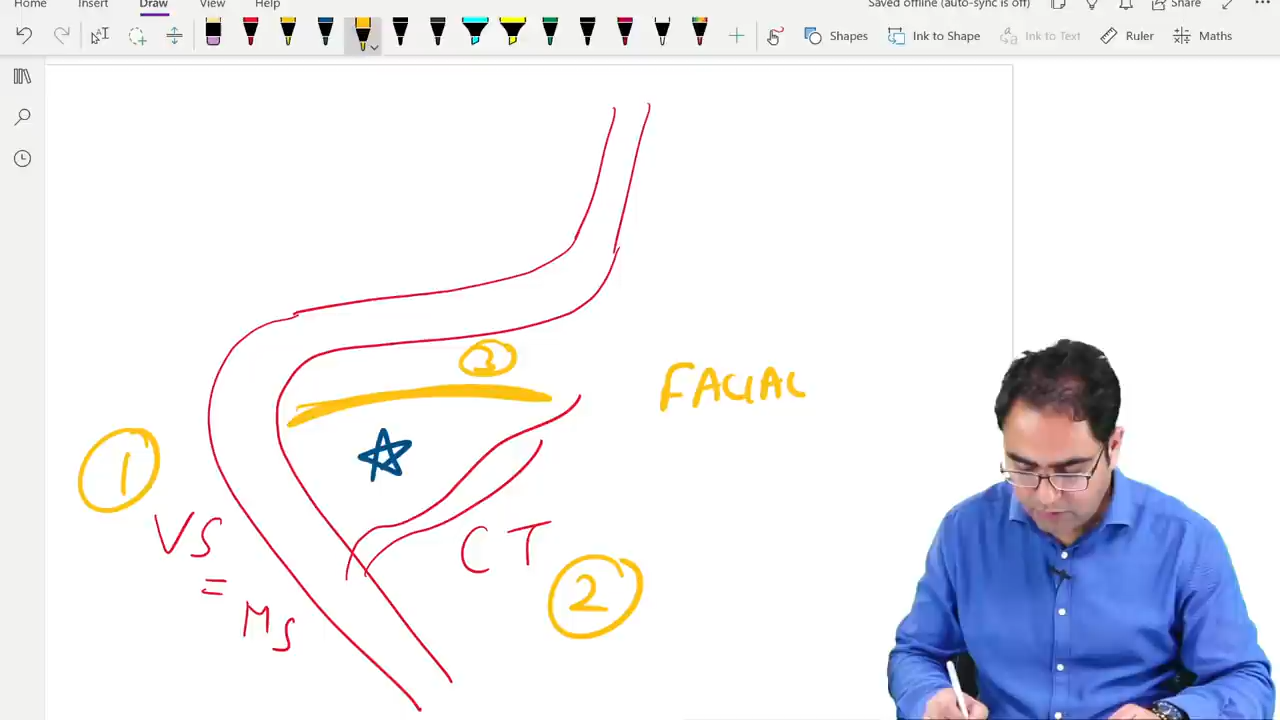 Home Insert Draw View Help Saved offline (auto-sync is off) Share
Shapes Ink to Shape Ink to Text Ruler Maths
3
FACIAL
1
VS
=
MS
CT
2